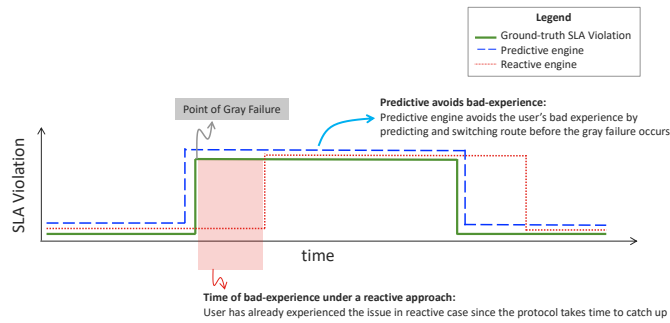 Legend
Ground-truth SLA Violation
Predictive engine
Reactive engine
Point of Gray Failure
Predictive avoids bad-experience:
Predictive engine avoids the user's bad experience by
predicting and switching route before the gray failure occurs
SLA Violation
time
Time of bad-experience under a reactive approach:
User has already experienced the issue in reactive case since the protocol takes time to catch up